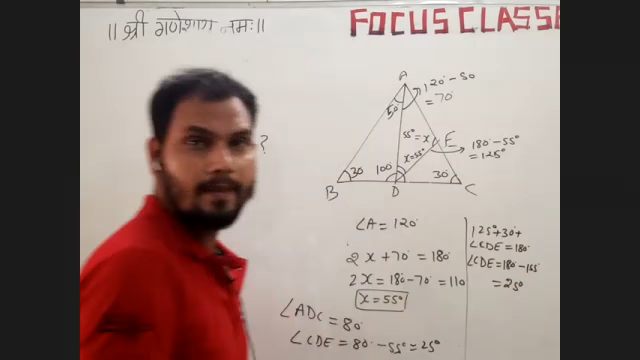 ॥ श्री गणेशाय नमः॥
FOCUS CLASSE
?
A
120° - 50
= 70°
50°
55° = x
E
x = 55°
180° - 55°
= 125°
30
100°
30°
B
D
C
∠A = 120°
2x + 70° = 180°
2x = 180° - 70° = 110
x = 55°
∠ADC = 80°
∠CDE = 80° - 55° = 25°
125° + 30 +
∠CDE = 180°
∠CDE = 180° - 155°
= 25°